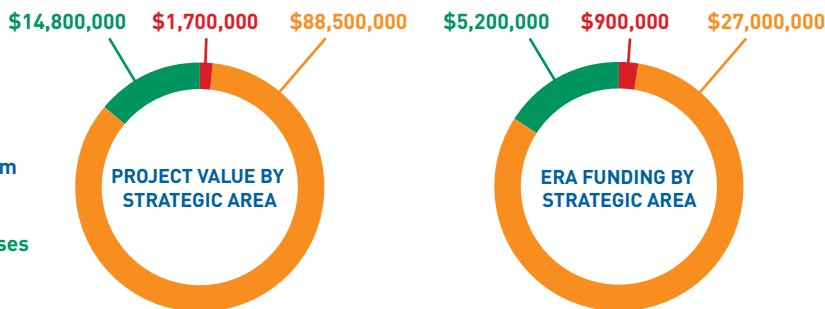 $14,800,000 $1,700,000 $88,500,000
PROJECT VALUE BY
STRATEGIC AREA
$5,200,000 $900,000 $27,000,000
ERA FUNDING BY
STRATEGIC AREA